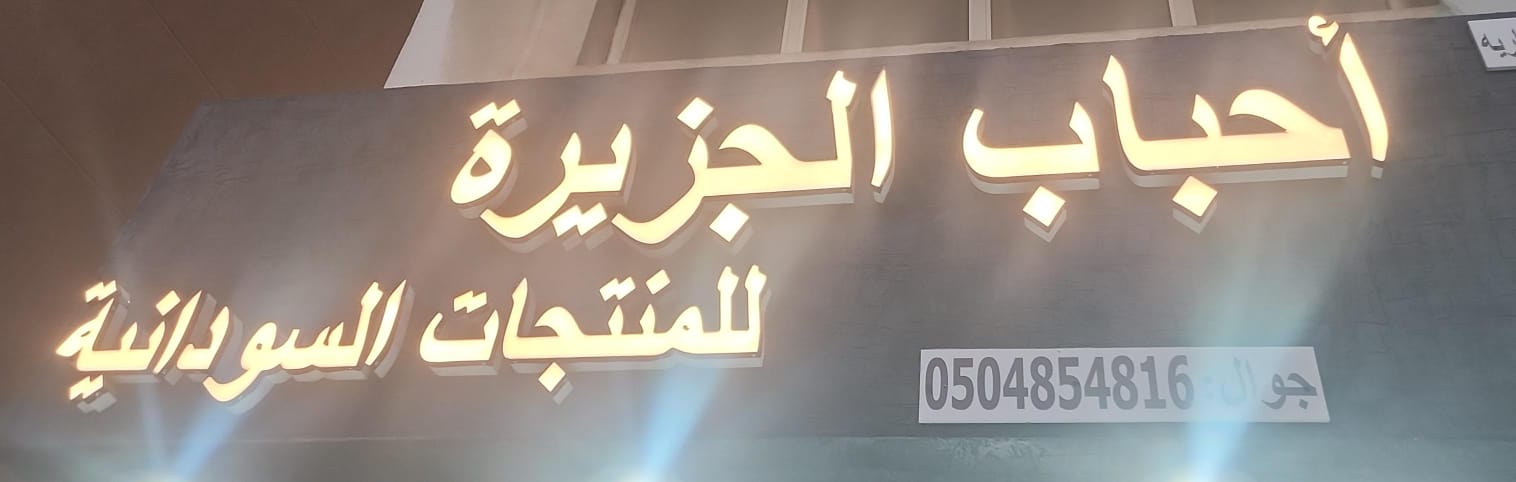 أحباب الجزيرة
للمنتجات السودانية
جوال: 0504854816